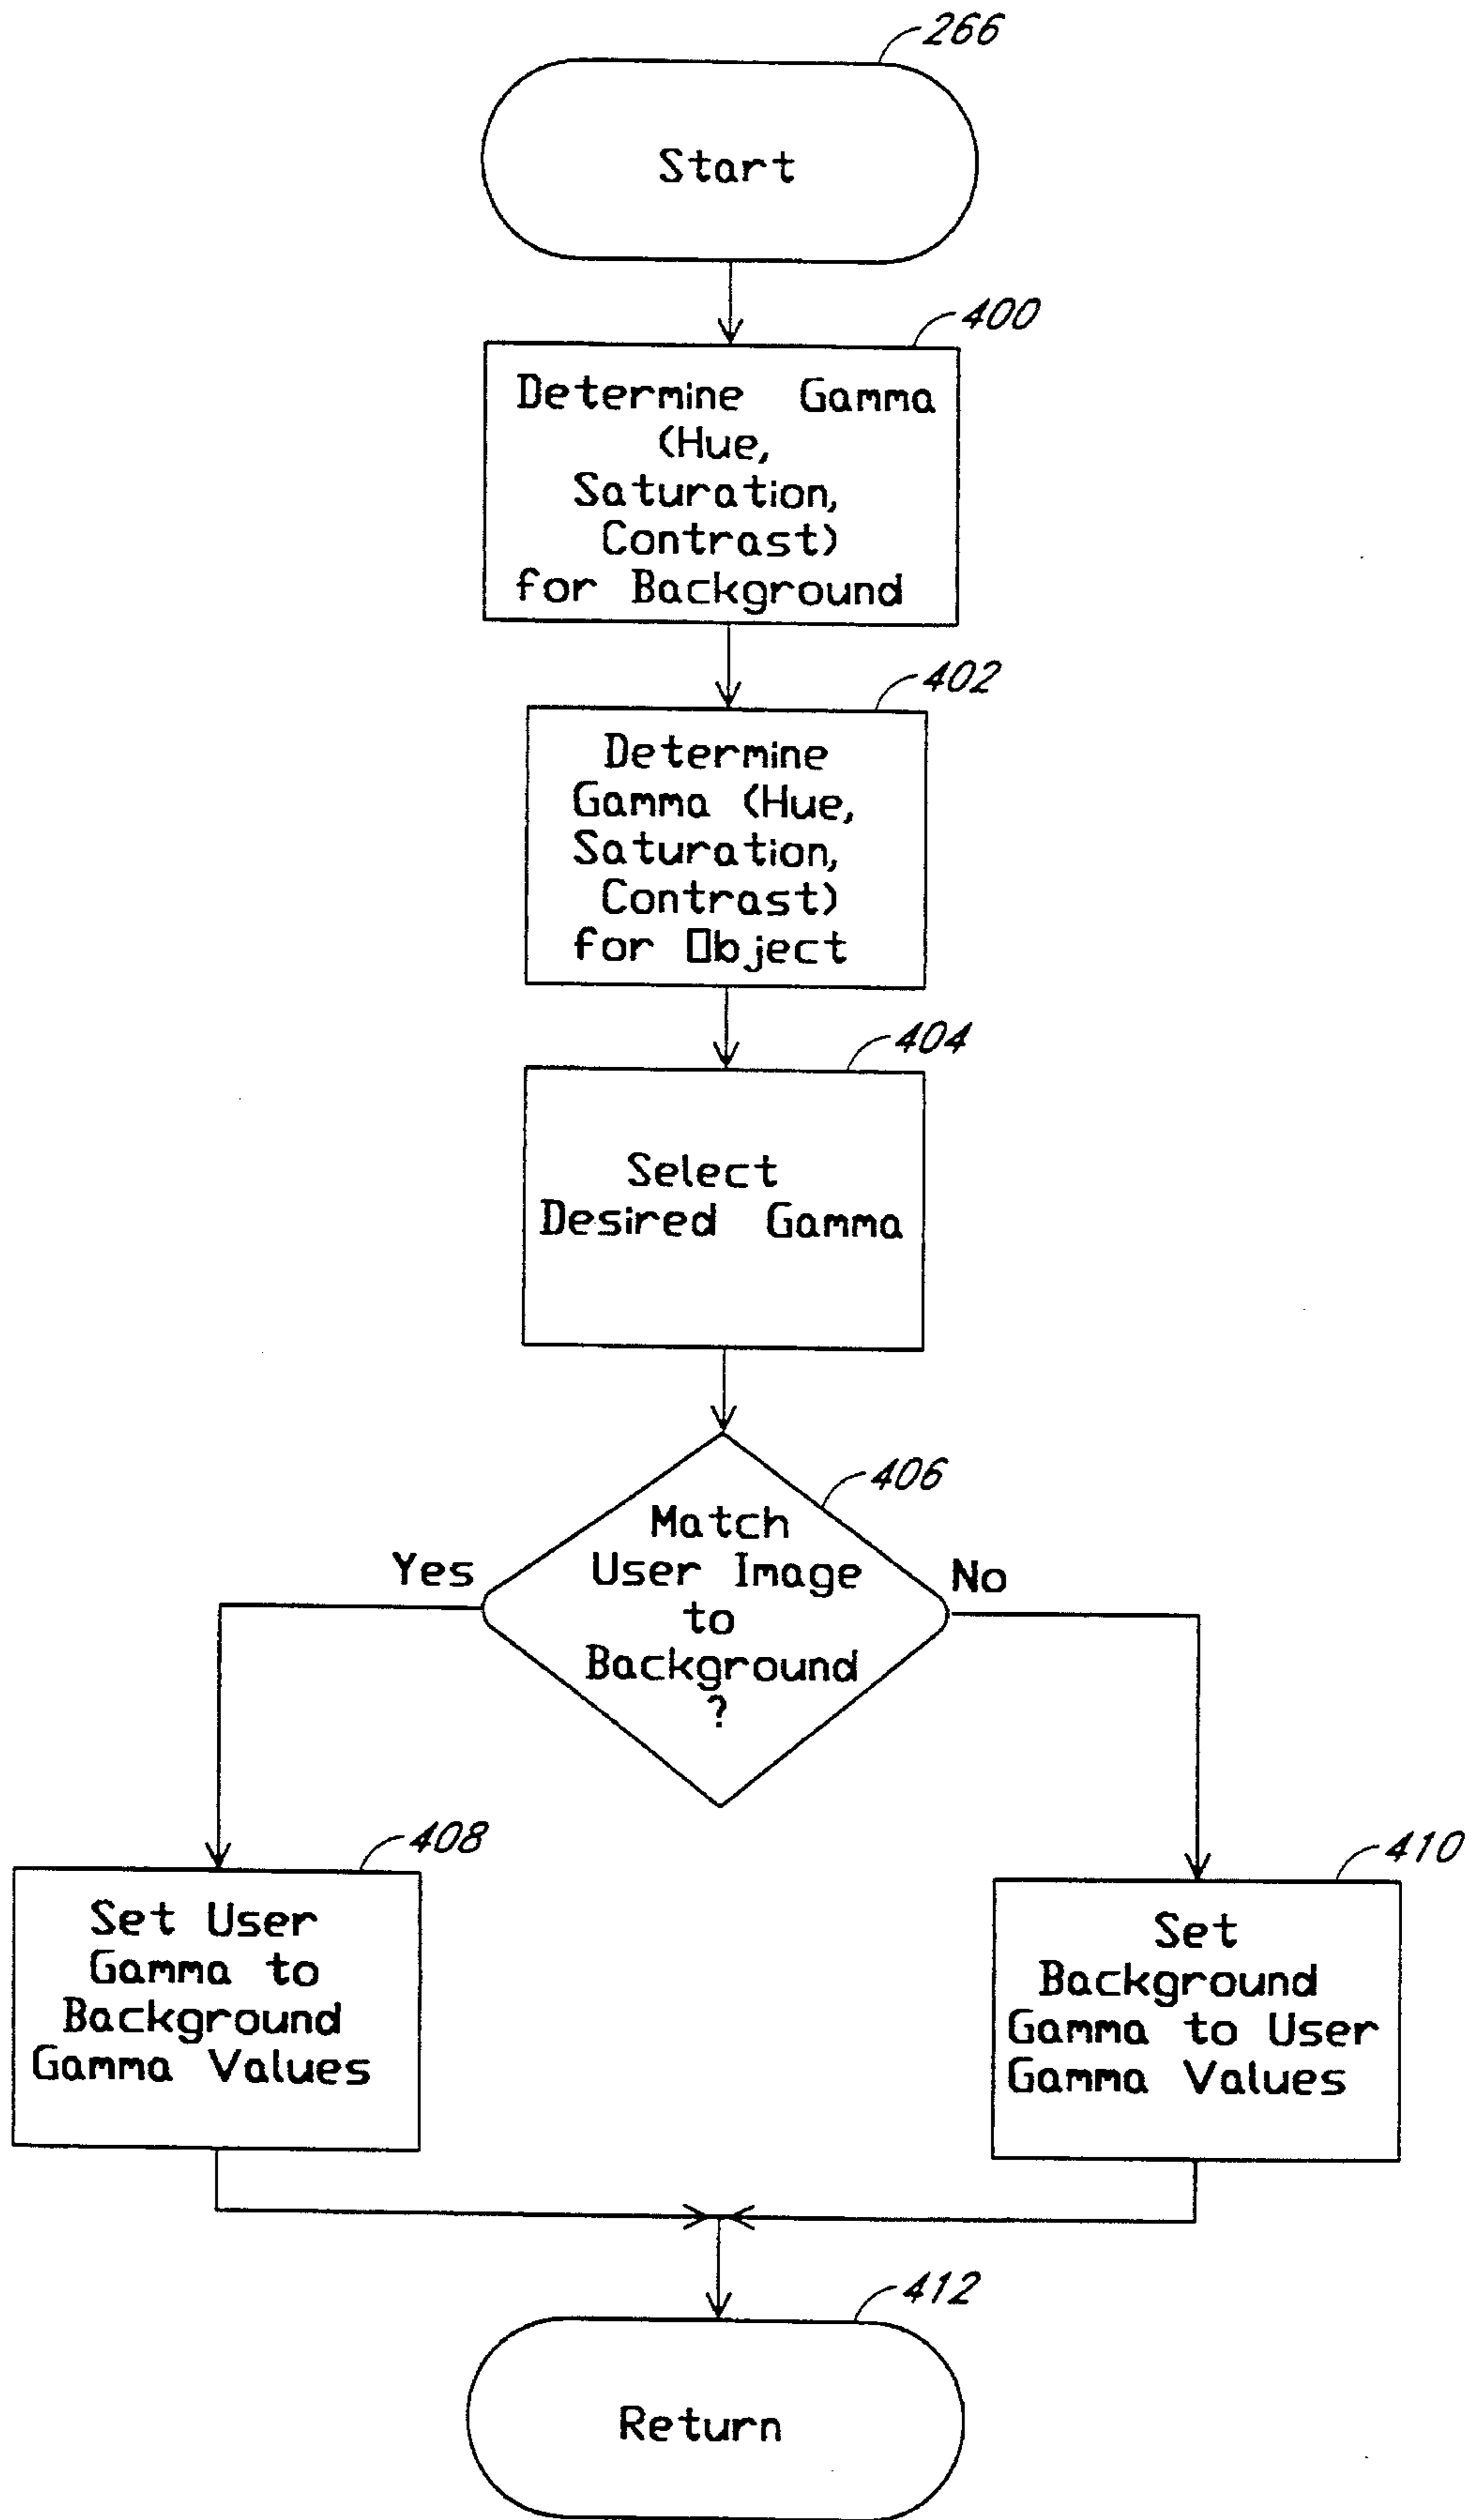 266
Start
400
Determine Gamma
(Hue,
Saturation,
Contrast)
for Background
402
Determine
Gamma (Hue,
Saturation,
Contrast)
for Object
404
Select
Desired Gamma
406
Match
User Image
to
Background
?
Yes
No
408
Set User
Gamma to
Background
Gamma Values
410
Set
Background
Gamma to User
Gamma Values
412
Return